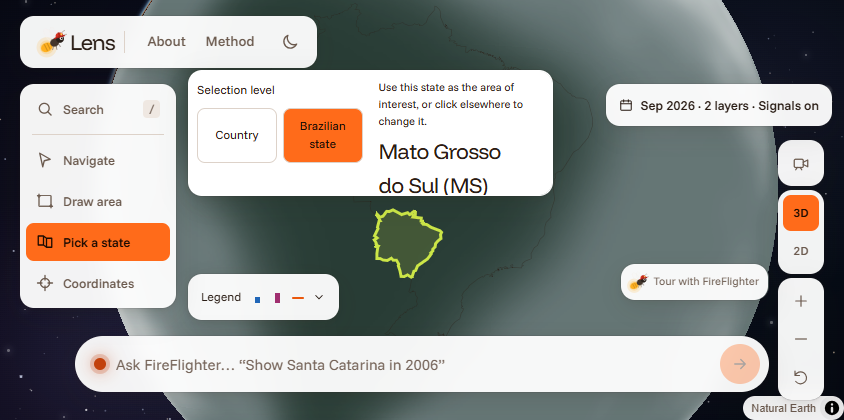 Lens
About
Method
Search
/
Navigate
Draw area
Pick a state
Coordinates
Selection level
Country
Brazilian
state
Use this state as the area of
interest, or click elsewhere to
change it.
Mato Grosso
do Sul (MS)
Sep 2026 · 2 layers · Signals on
3D
2D
Legend
Tour with FireFlighter
Ask FireFlighter… “Show Santa Catarina in 2006”
Natural Earth